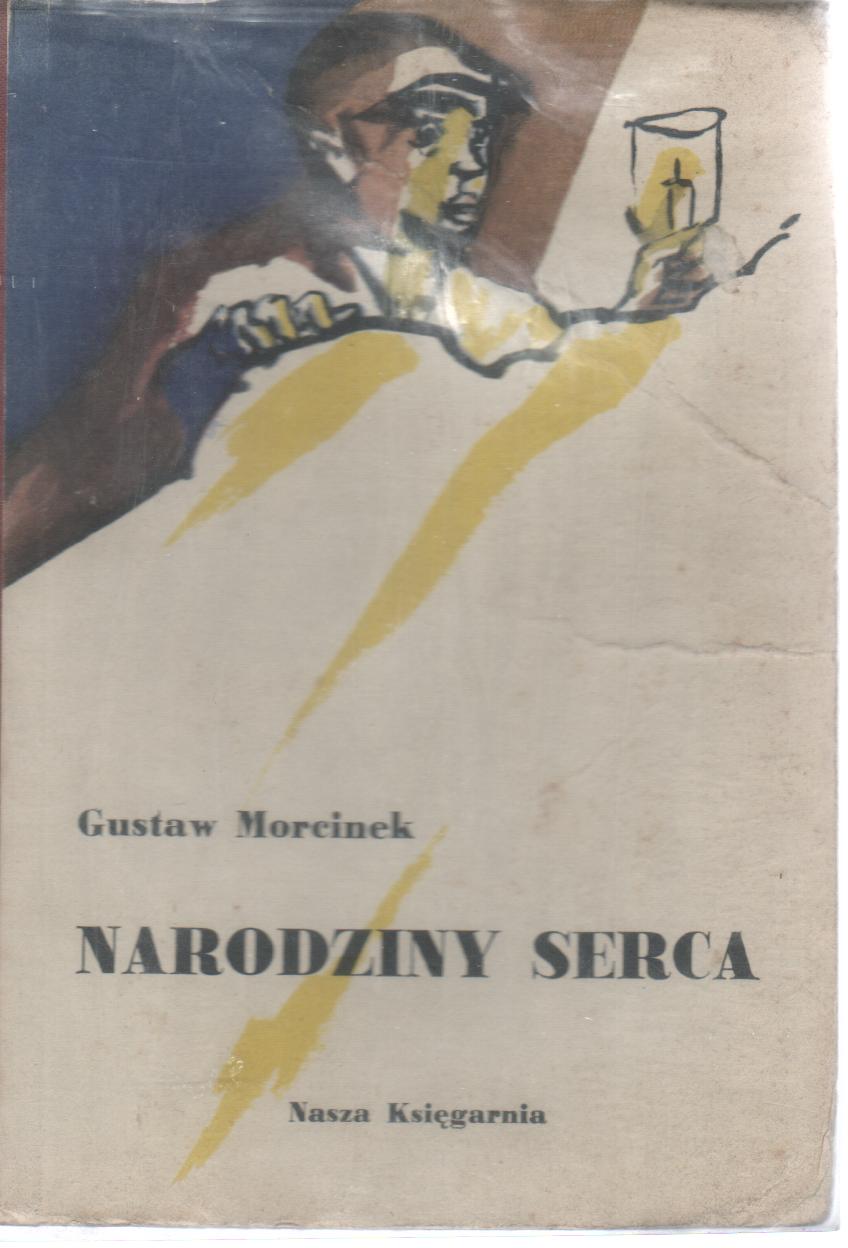 Gustaw Morcinek
NARODZINY SERCA
Nasza Księgarnia